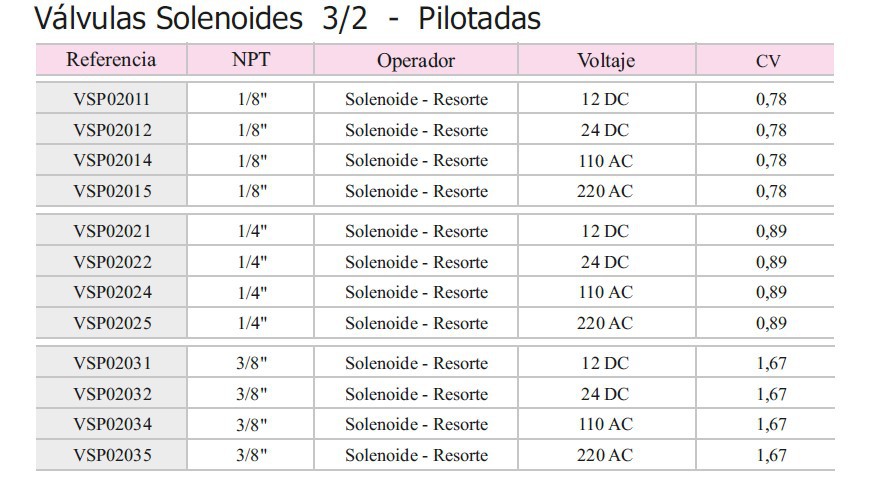 Válvulas Solenoides 3/2 - Pilotadas
Referencia NPT Operador Voltaje CV
VSP02011 1/8" Solenoide - Resorte 12 DC 0,78
VSP02012 1/8" Solenoide - Resorte 24 DC 0,78
VSP02014 1/8" Solenoide - Resorte 110 AC 0,78
VSP02015 1/8" Solenoide - Resorte 220 AC 0,78
VSP02021 1/4" Solenoide - Resorte 12 DC 0,89
VSP02022 1/4" Solenoide - Resorte 24 DC 0,89
VSP02024 1/4" Solenoide - Resorte 110 AC 0,89
VSP02025 1/4" Solenoide - Resorte 220 AC 0,89
VSP02031 3/8" Solenoide - Resorte 12 DC 1,67
VSP02032 3/8" Solenoide - Resorte 24 DC 1,67
VSP02034 3/8" Solenoide - Resorte 110 AC 1,67
VSP02035 3/8" Solenoide - Resorte 220 AC 1,67